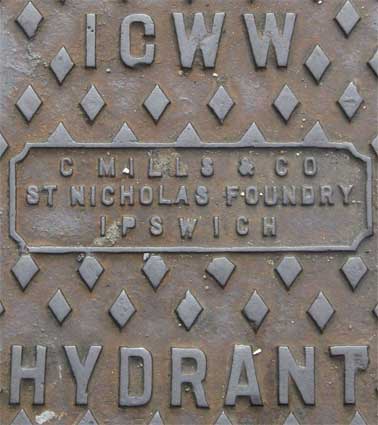 ICWW
C MILLS & CO
ST NICHOLAS FOUNDRY
IPSWICH
HYDRANT